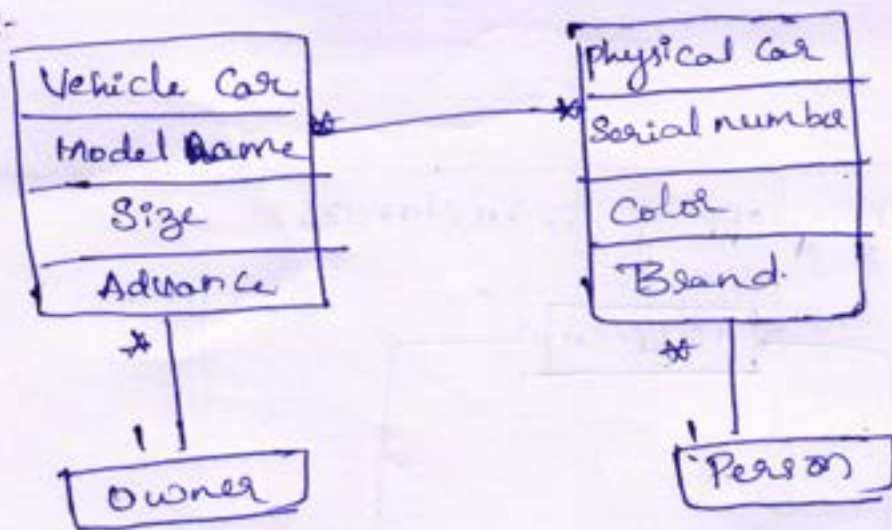 Vehicle Car
Model Name
Size
Advance
*
*
physical Car
Serial number
Color
Brand.
*
*
1
1
Owner
Person